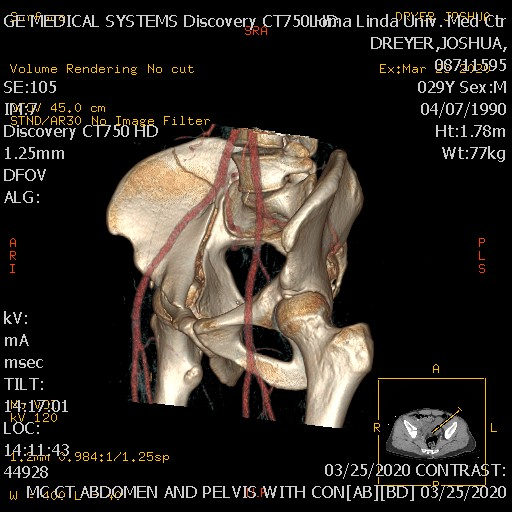 GE MEDICAL SYSTEMS Discovery CT750 HD
Loma Linda Univ. Med Ctr
DRYER JOSHUA
SRA
DREYER,JOSHUA,
08711595
Volume Rendering No cut
Ex:Mar 25 2020
SE:105
029Y Sex:M
IM:7
DFOV 45.0 cm
04/07/1990
STND/AR30 No Image Filter
Discovery CT750 HD
Ht:1.78m
1.25mm
Wt:77kg
DFOV
ALG:
A
R
I
P
L
S
kV:
mA
msec
TILT:
14:17:01
kV 120
LOC:
14:11:43
44928
1.2mm 0.984:1/1.25sp
A
R
L
03/25/2020 CONTRAST:
MC CT ABDOMEN AND PELVIS WITH CON[AB][BD] 03/25/2020